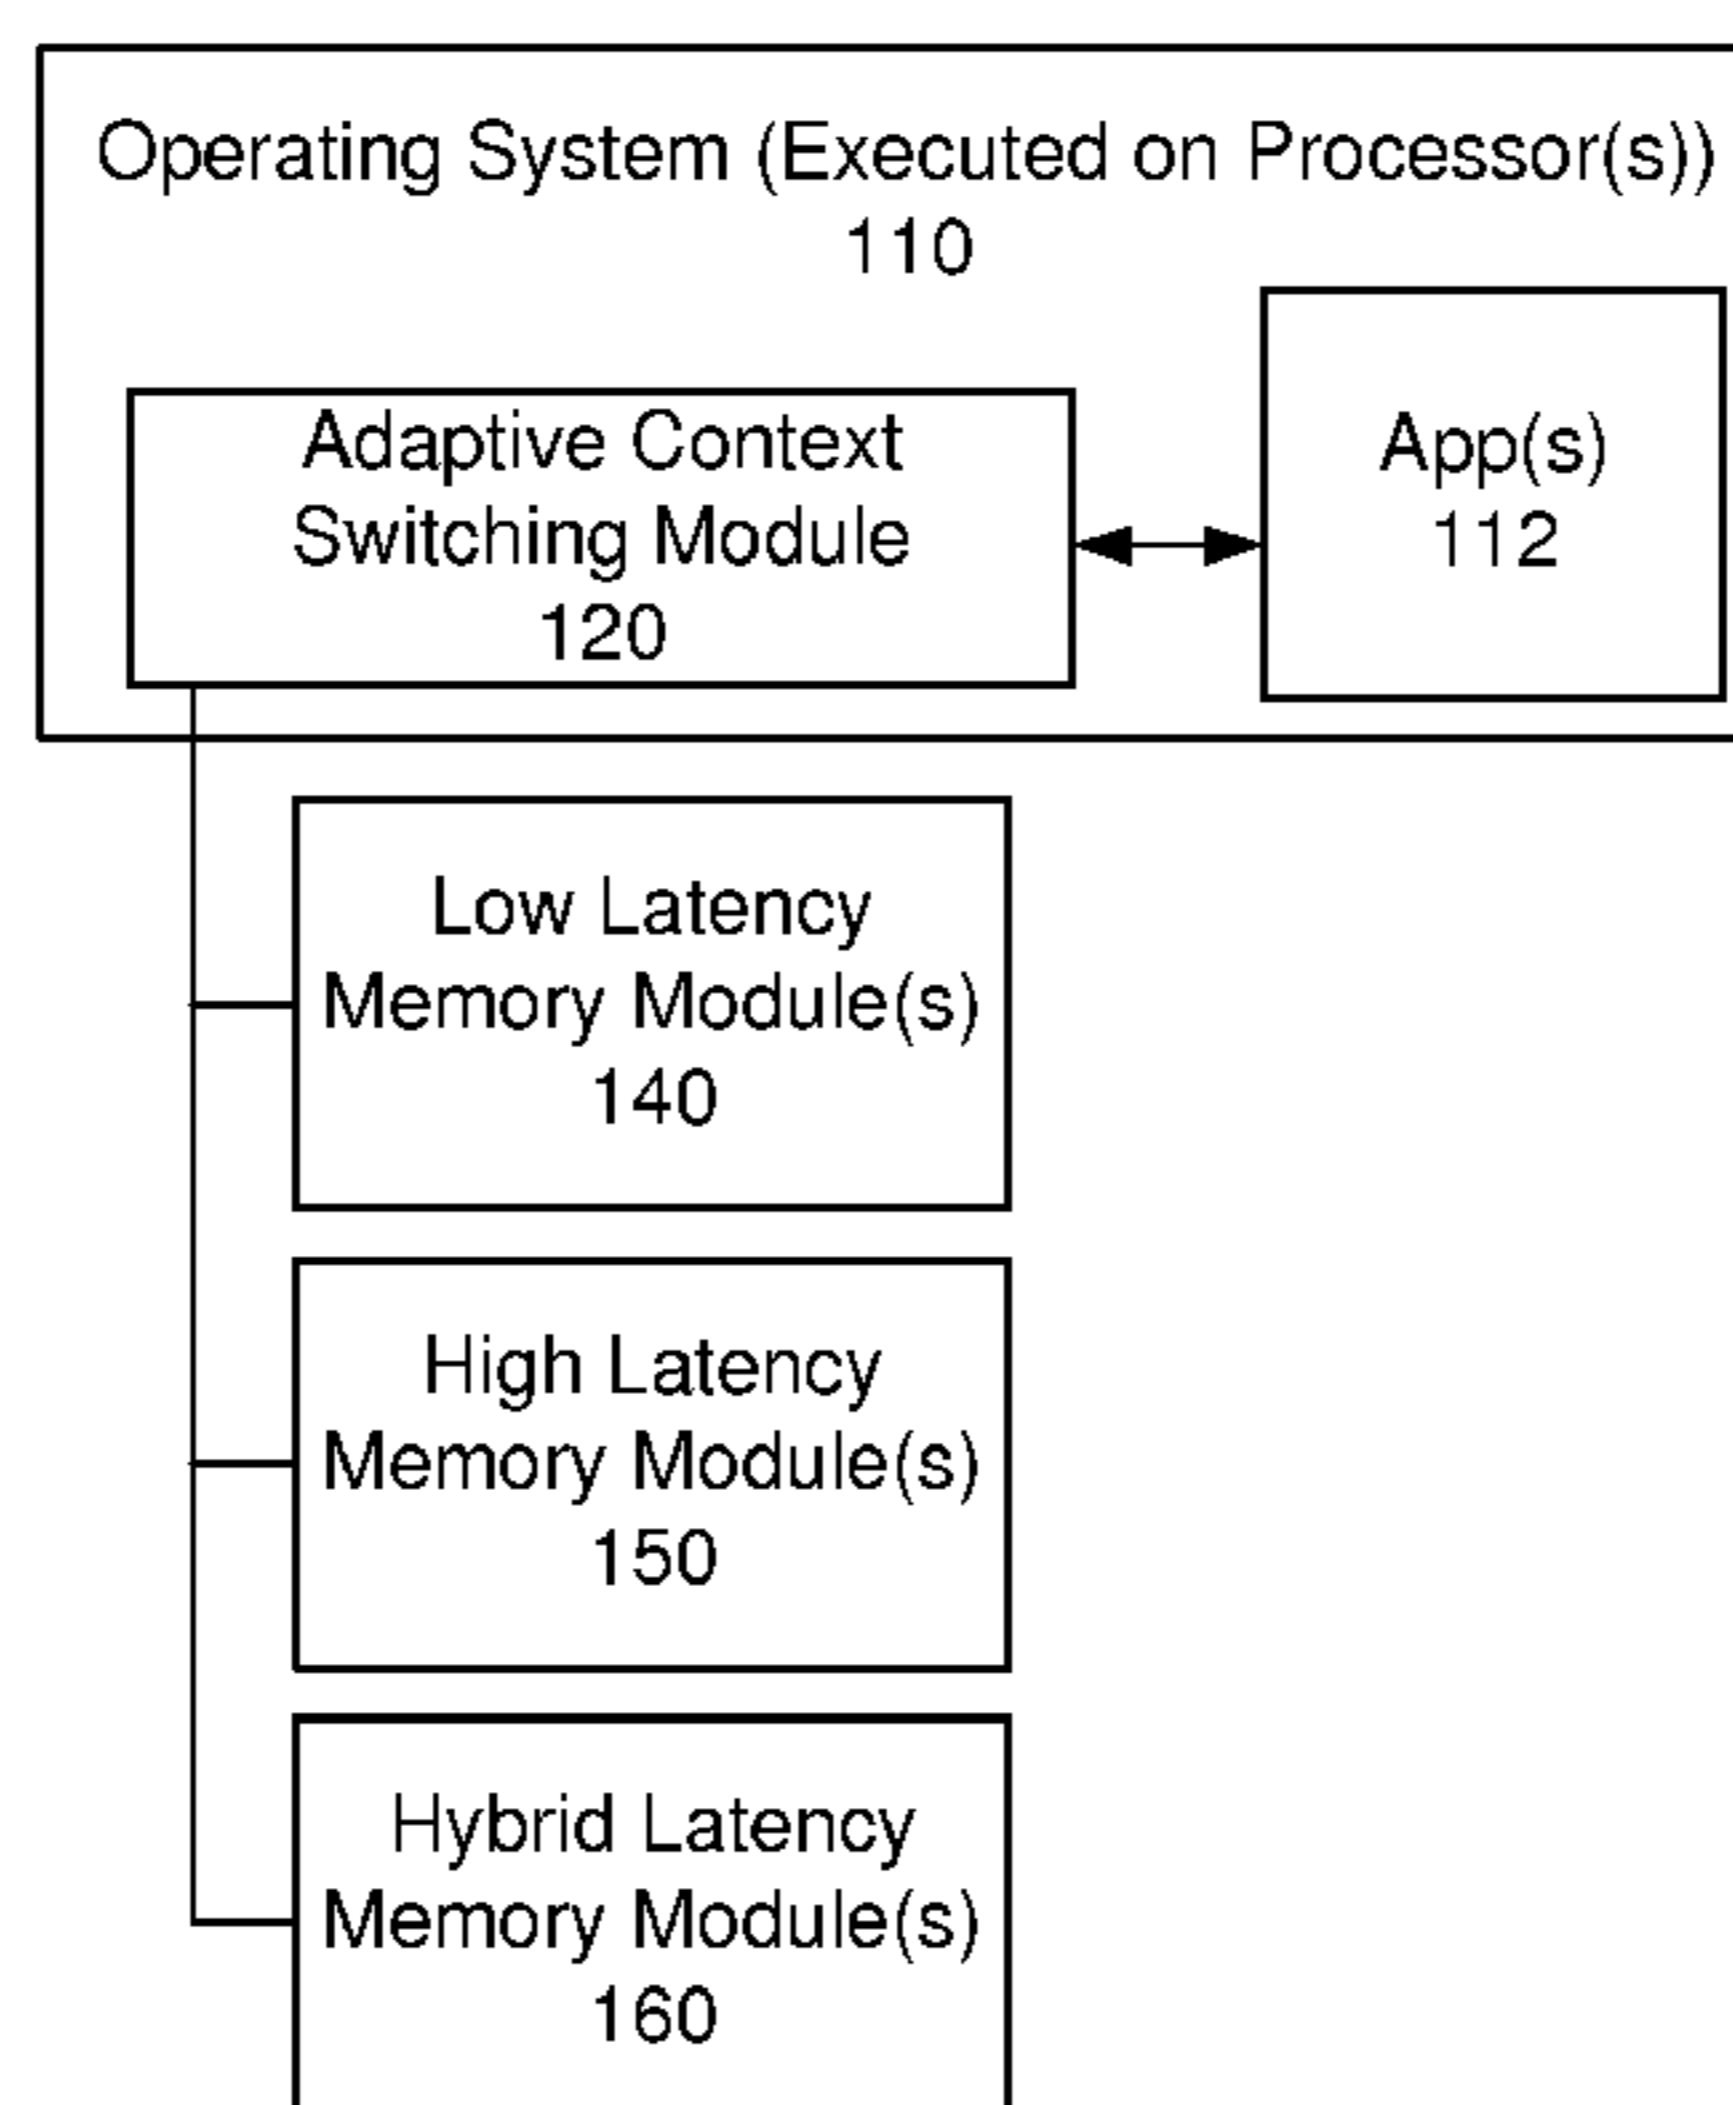 Operating System (Executed on Processor(s))
110
Adaptive Context
Switching Module
120
App(s)
112
Low Latency
Memory Module(s)
140
High Latency
Memory Module(s)
150
Hybrid Latency
Memory Module(s)
160